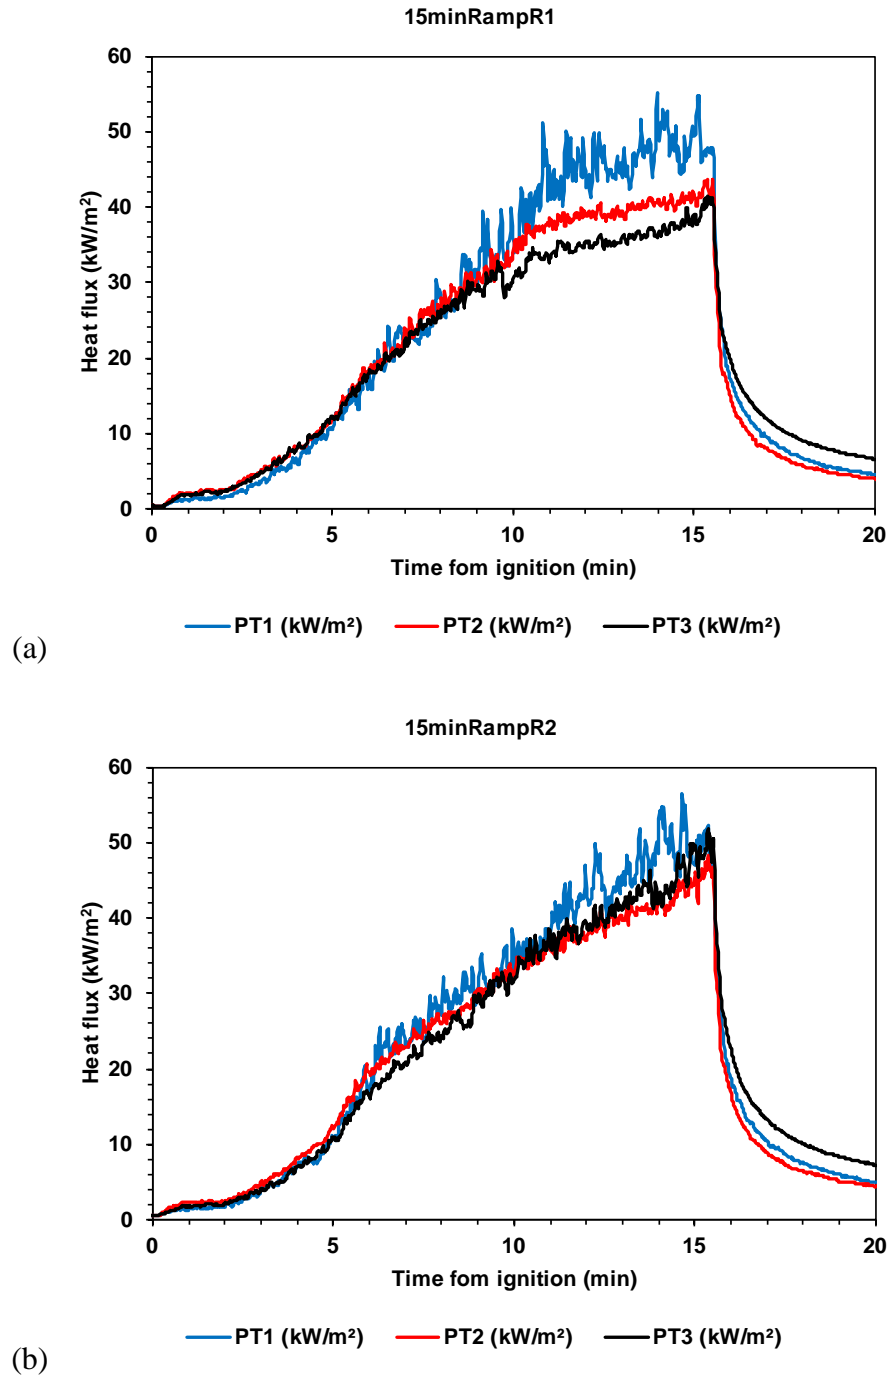 15minRampR1
60
50
40
30
20
10
0
Heat flux (kW/m²)
0 5 10 15 20
Time fom ignition (min)
PT1 (kW/m²) PT2 (kW/m²) PT3 (kW/m²)
(a)
15minRampR2
60
50
40
30
20
10
0
Heat flux (kW/m²)
0 5 10 15 20
Time fom ignition (min)
PT1 (kW/m²) PT2 (kW/m²) PT3 (kW/m²)
(b)